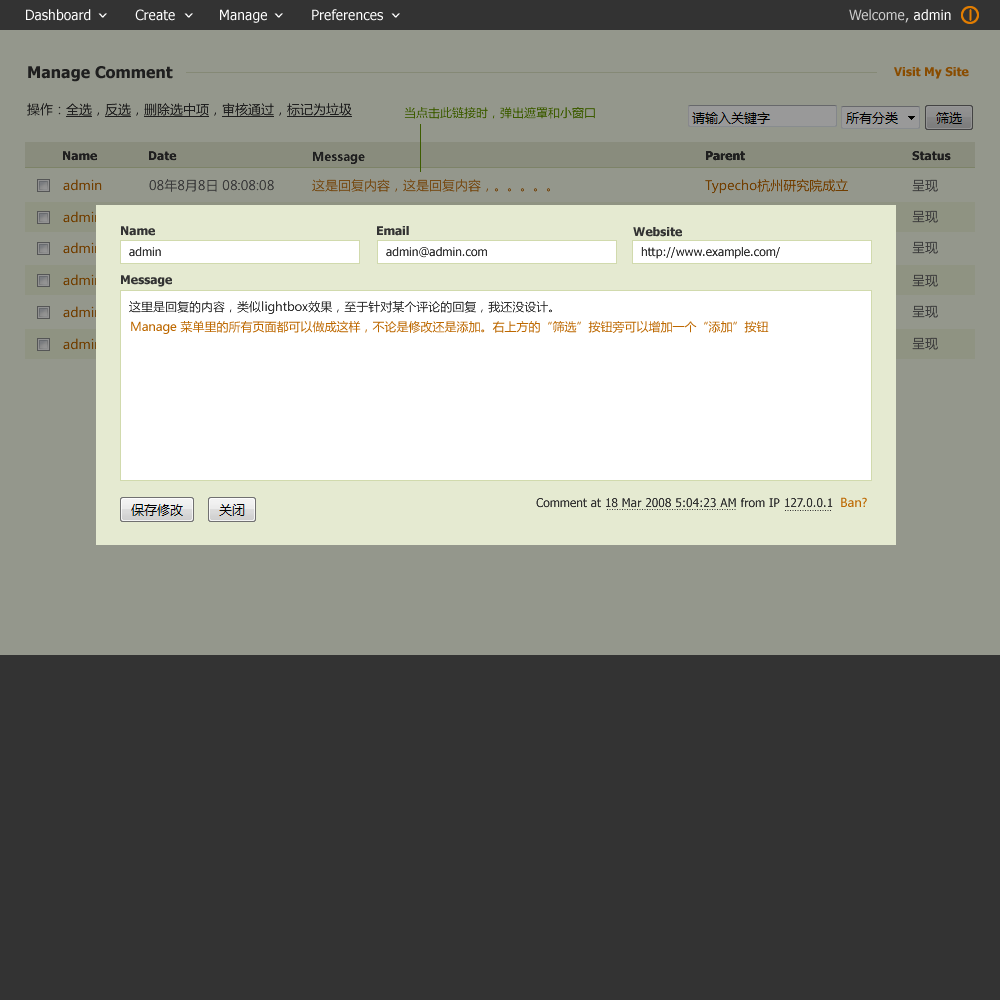 Dashboard Create Manage Preferences Welcome, admin
Manage Comment Visit My Site
操作：全选，反选，删除选中项，审核通过，标记为垃圾
当点击此链接时，弹出遮罩和小窗口
请输入关键字 所有分类 筛选
Name Date Message Parent Status
admin 08年8月8日 08:08:08 这是回复内容，这是回复内容，。。。。。 Typecho杭州研究院成立 呈现
admin 呈现
admin 呈现
admin 呈现
admin 呈现
admin 呈现
Name Email Website
admin admin@admin.com http://www.example.com/
Message
这里是回复的内容，类似lightbox效果，至于针对某个评论的回复，我还没设计。
Manage 菜单里的所有页面都可以做成这样，不论是修改还是添加。右上方的“筛选”按钮旁可以增加一个“添加”按钮
保存修改 关闭 Comment at 18 Mar 2008 5:04:23 AM from IP 127.0.0.1 Ban?